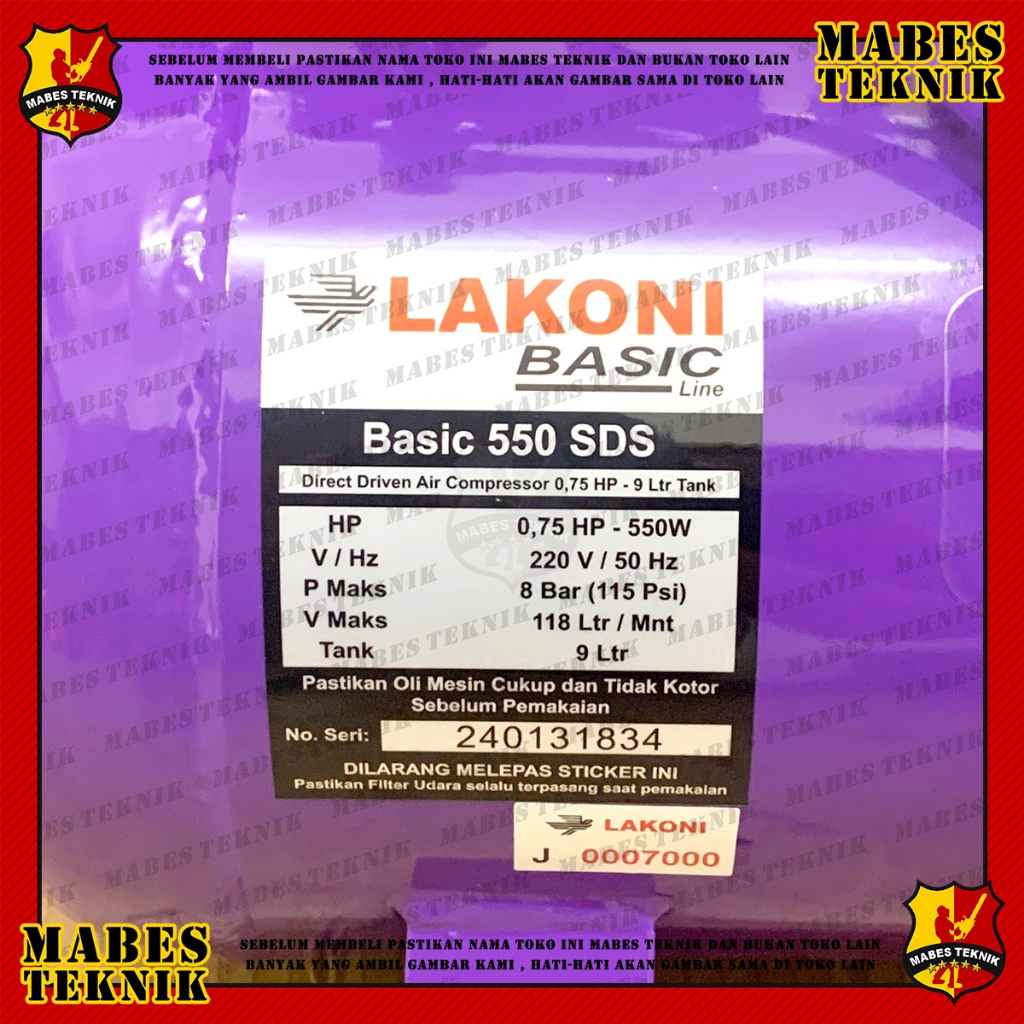 MABES TEKNIK
SEBELUM MEMBELI PASTIKAN NAMA TOKO INI MABES TEKNIK DAN BUKAN TOKO LAIN
BANYAK YANG AMBIL GAMBAR KAMI , HATI-HATI AKAN GAMBAR SAMA DI TOKO LAIN
MABES
TEKNIK
LAKONI
BASIC
Line
Basic 550 SDS
Direct Driven Air Compressor 0,75 HP - 9 Ltr Tank
HP 0,75 HP - 550W
V / Hz 220 V / 50 Hz
P Maks 8 Bar (115 Psi)
V Maks 118 Ltr / Mnt
Tank 9 Ltr
Pastikan Oli Mesin Cukup dan Tidak Kotor
Sebelum Pemakaian
No. Seri: 240131834
DILARANG MELEPAS STICKER INI
Pastikan Filter Udara selalu terpasang saat pemakaian
LAKONI
J 0007000
MABES
TEKNIK
SEBELUM MEMBELI PASTIKAN NAMA TOKO INI MABES TEKNIK DAN BUKAN TOKO LAIN
BANYAK YANG AMBIL GAMBAR KAMI , HATI-HATI AKAN GAMBAR SAMA DI TOKO LAIN
MABES TEKNIK